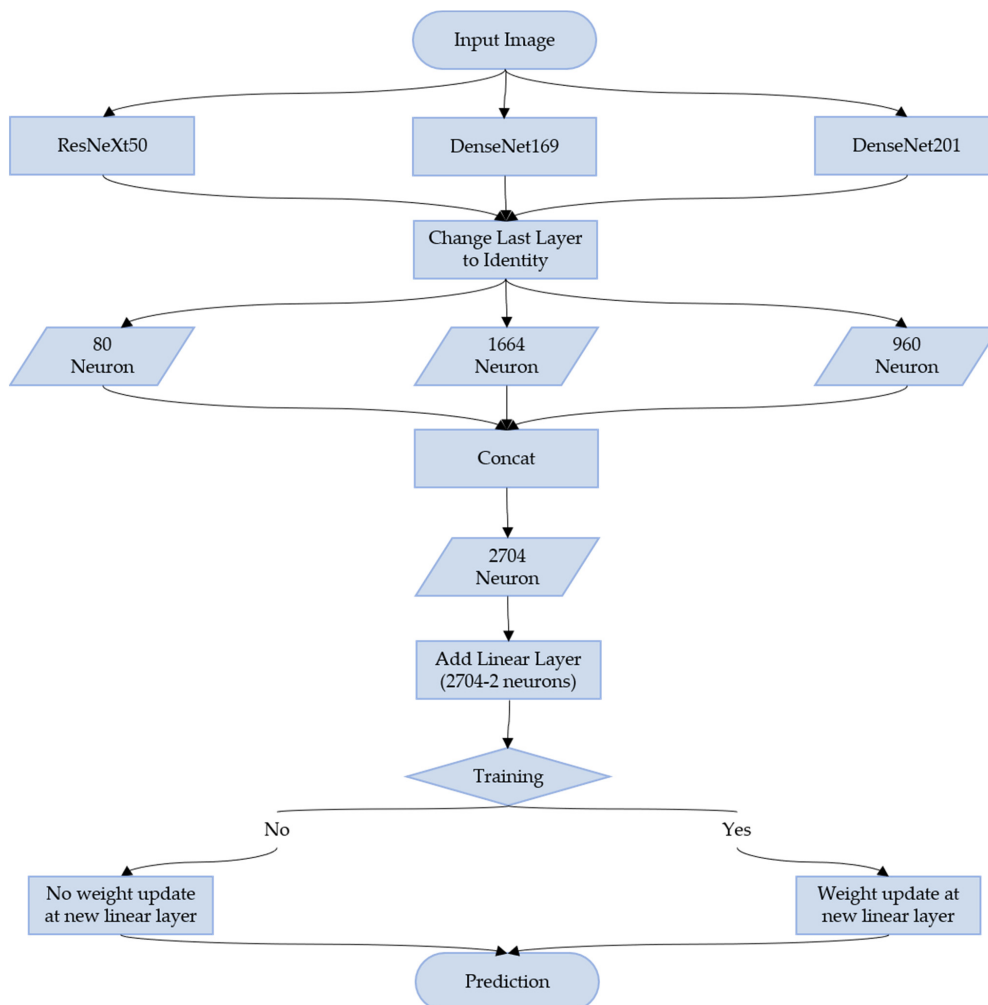 Input Image
ResNeXt50
DenseNet169
DenseNet201
Change Last Layer
to Identity
80
Neuron
1664
Neuron
960
Neuron
Concat
2704
Neuron
Add Linear Layer
(2704-2 neurons)
Training
No
Yes
No weight update
at new linear layer
Weight update at
new linear layer
Prediction